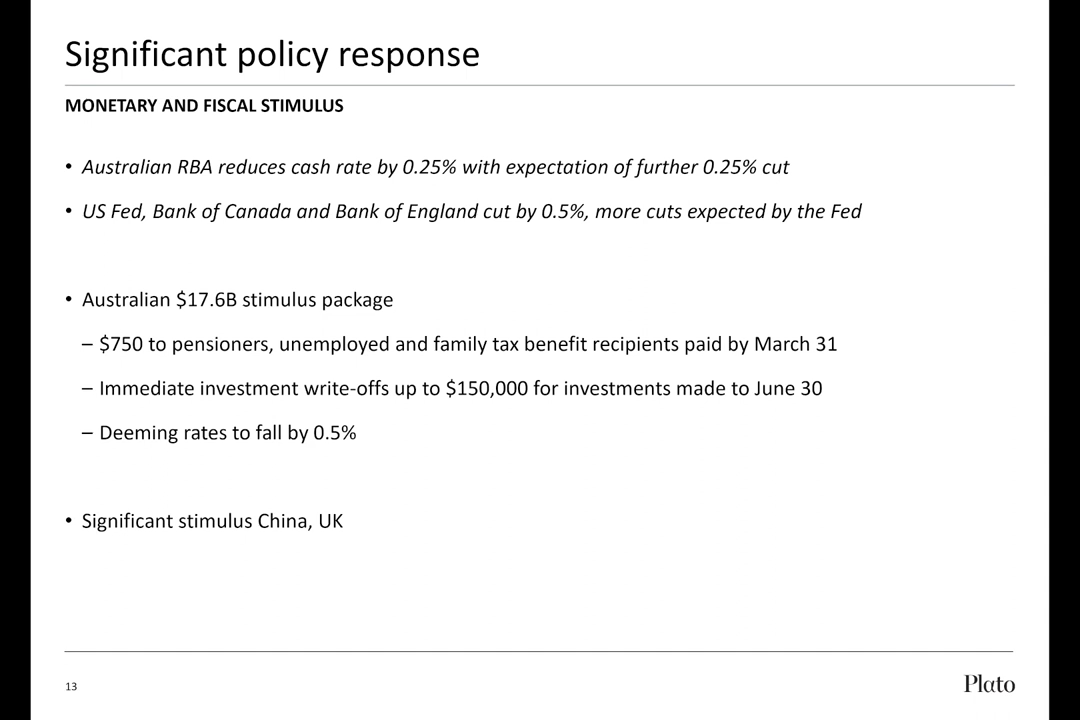 Significant policy response
MONETARY AND FISCAL STIMULUS
• Australian RBA reduces cash rate by 0.25% with expectation of further 0.25% cut
• US Fed, Bank of Canada and Bank of England cut by 0.5%, more cuts expected by the Fed
• Australian $17.6B stimulus package
– $750 to pensioners, unemployed and family tax benefit recipients paid by March 31
– Immediate investment write-offs up to $150,000 for investments made to June 30
– Deeming rates to fall by 0.5%
• Significant stimulus China, UK
13
Plato